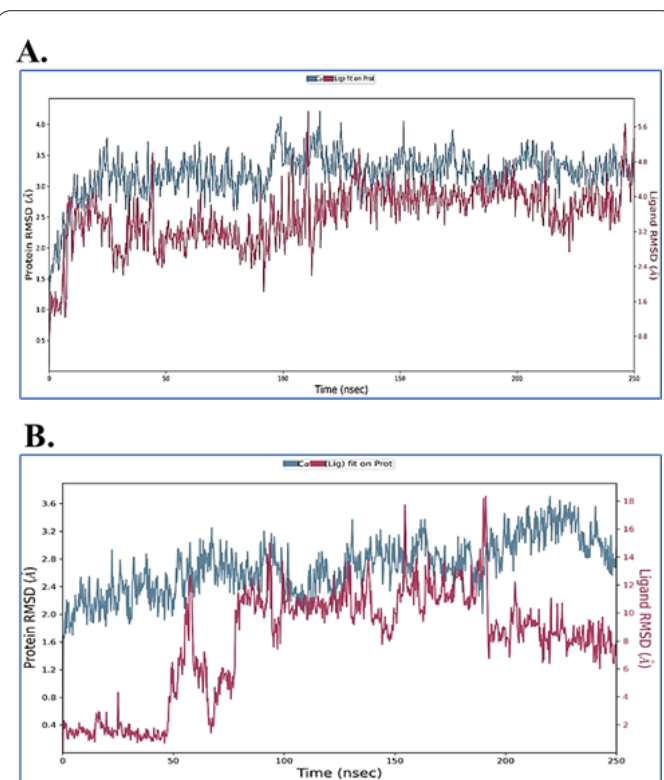 A.
Cα Lig fit on Prot
4.0
3.5
3.0
2.5
2.0
1.5
1.0
0.5
Protein RMSD (Å)
5.6
4.8
4.0
3.2
2.4
1.6
0.8
Ligand RMSD (Å)
0 50 100 150 200 250
Time (nsec)
B.
Cα (Lig) fit on Prot
3.6
3.2
2.8
2.4
2.0
1.6
1.2
0.8
0.4
Protein RMSD (Å)
18
16
14
12
10
8
6
4
2
Ligand RMSD (Å)
0 50 100 150 200 250
Time (nsec)